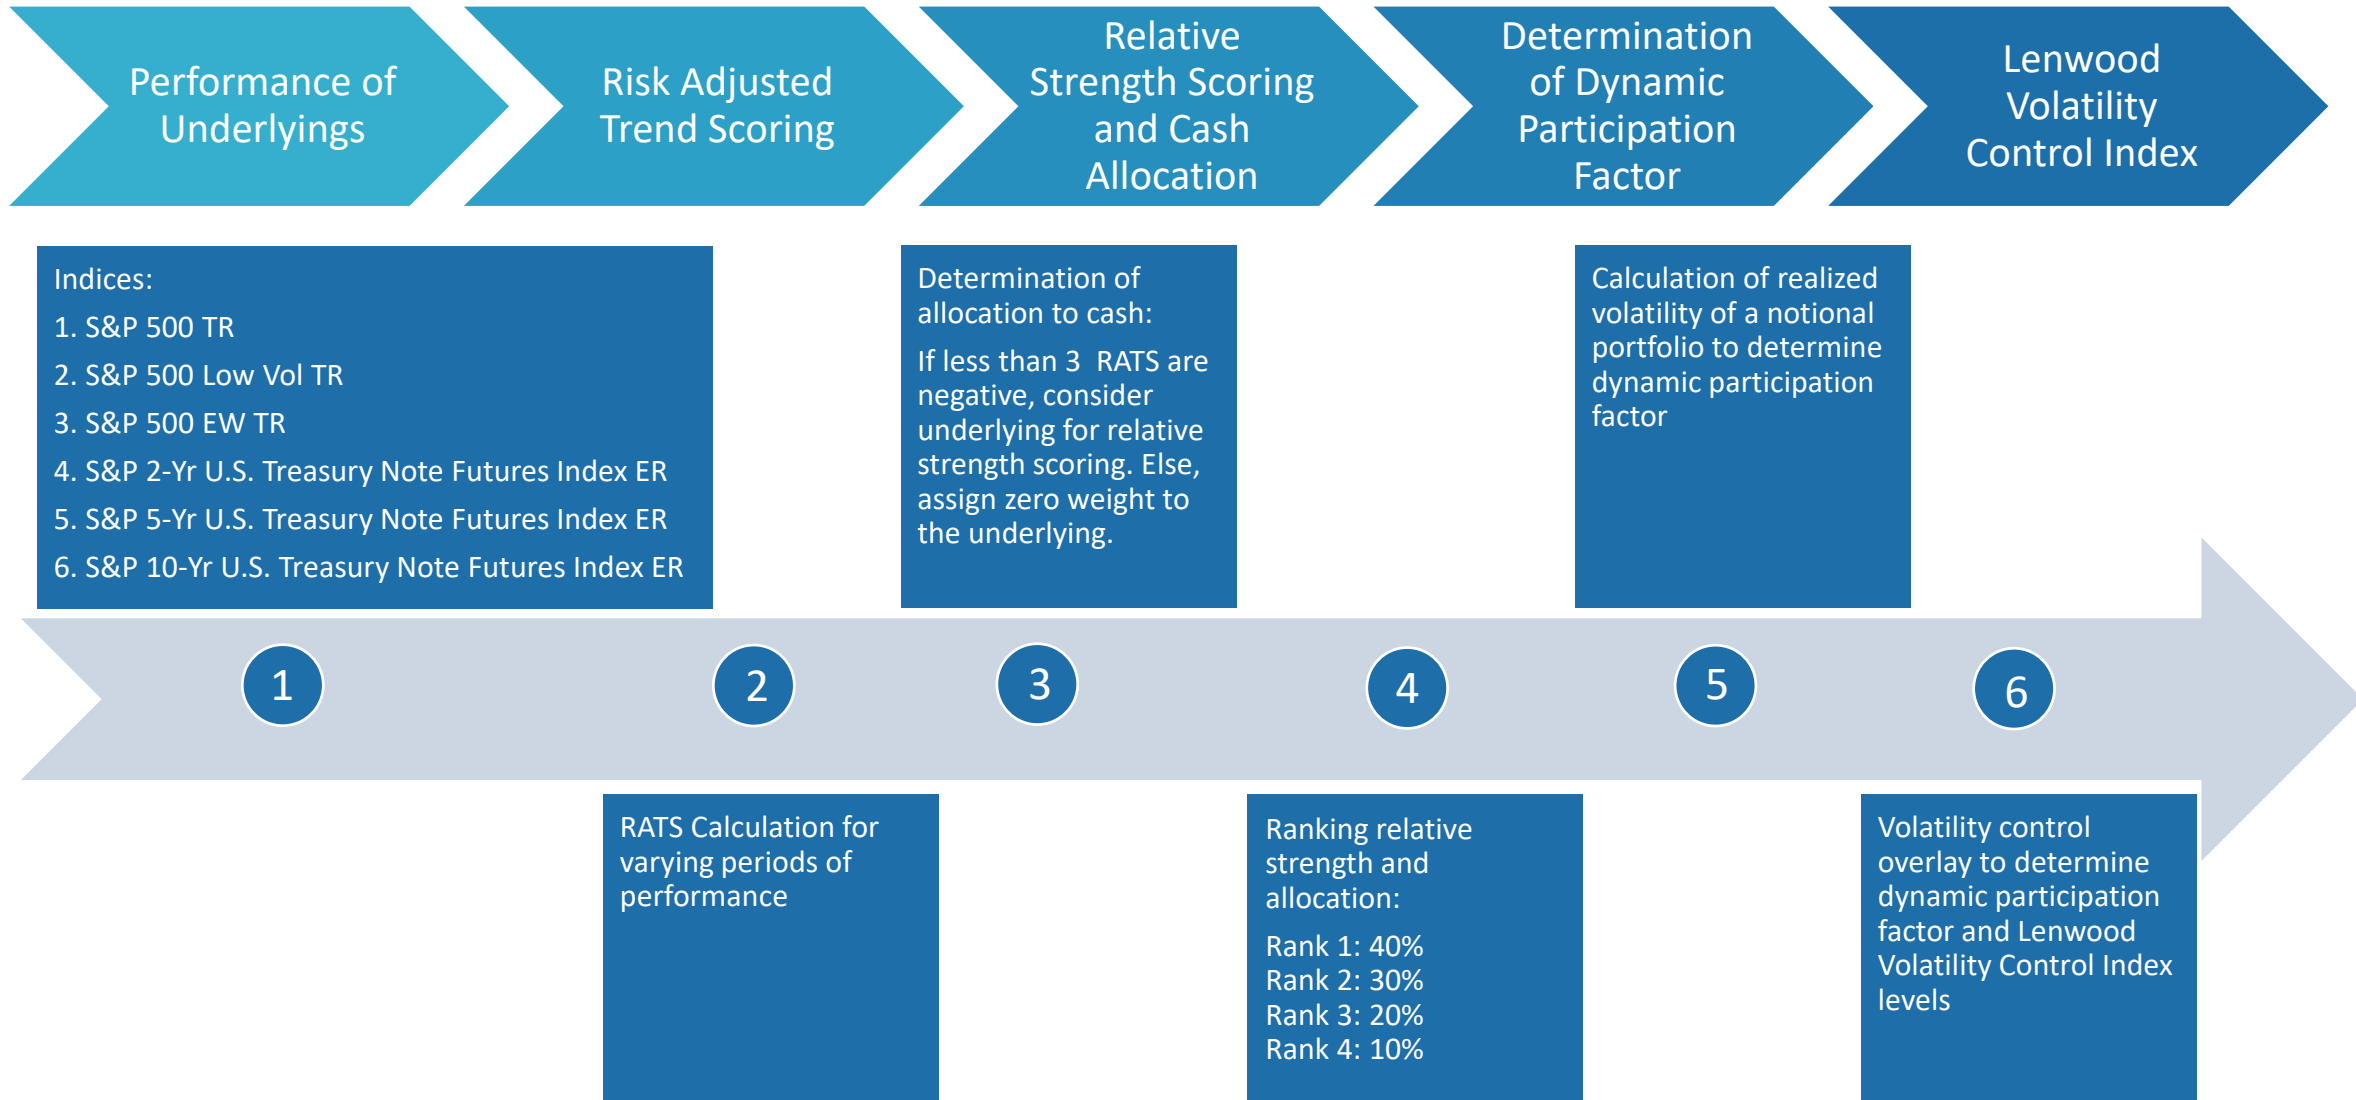 Performance of
Underlyings
Risk Adjusted
Trend Scoring
Relative
Strength Scoring
and Cash
Allocation
Determination
of Dynamic
Participation
Factor
Lenwood
Volatility
Control Index
Indices:
1. S&P 500 TR
2. S&P 500 Low Vol TR
3. S&P 500 EW TR
4. S&P 2-Yr U.S. Treasury Note Futures Index ER
5. S&P 5-Yr U.S. Treasury Note Futures Index ER
6. S&P 10-Yr U.S. Treasury Note Futures Index ER
Determination of
allocation to cash:
If less than 3  RATS are
negative, consider
underlying for relative
strength scoring. Else,
assign zero weight to
the underlying.
Calculation of realized
volatility of a notional
portfolio to determine
dynamic participation
factor
1
2
3
4
5
6
RATS Calculation for
varying periods of
performance
Ranking relative
strength and
allocation:
Rank 1: 40%
Rank 2: 30%
Rank 3: 20%
Rank 4: 10%
Volatility control
overlay to determine
dynamic participation
factor and Lenwood
Volatility Control Index
levels